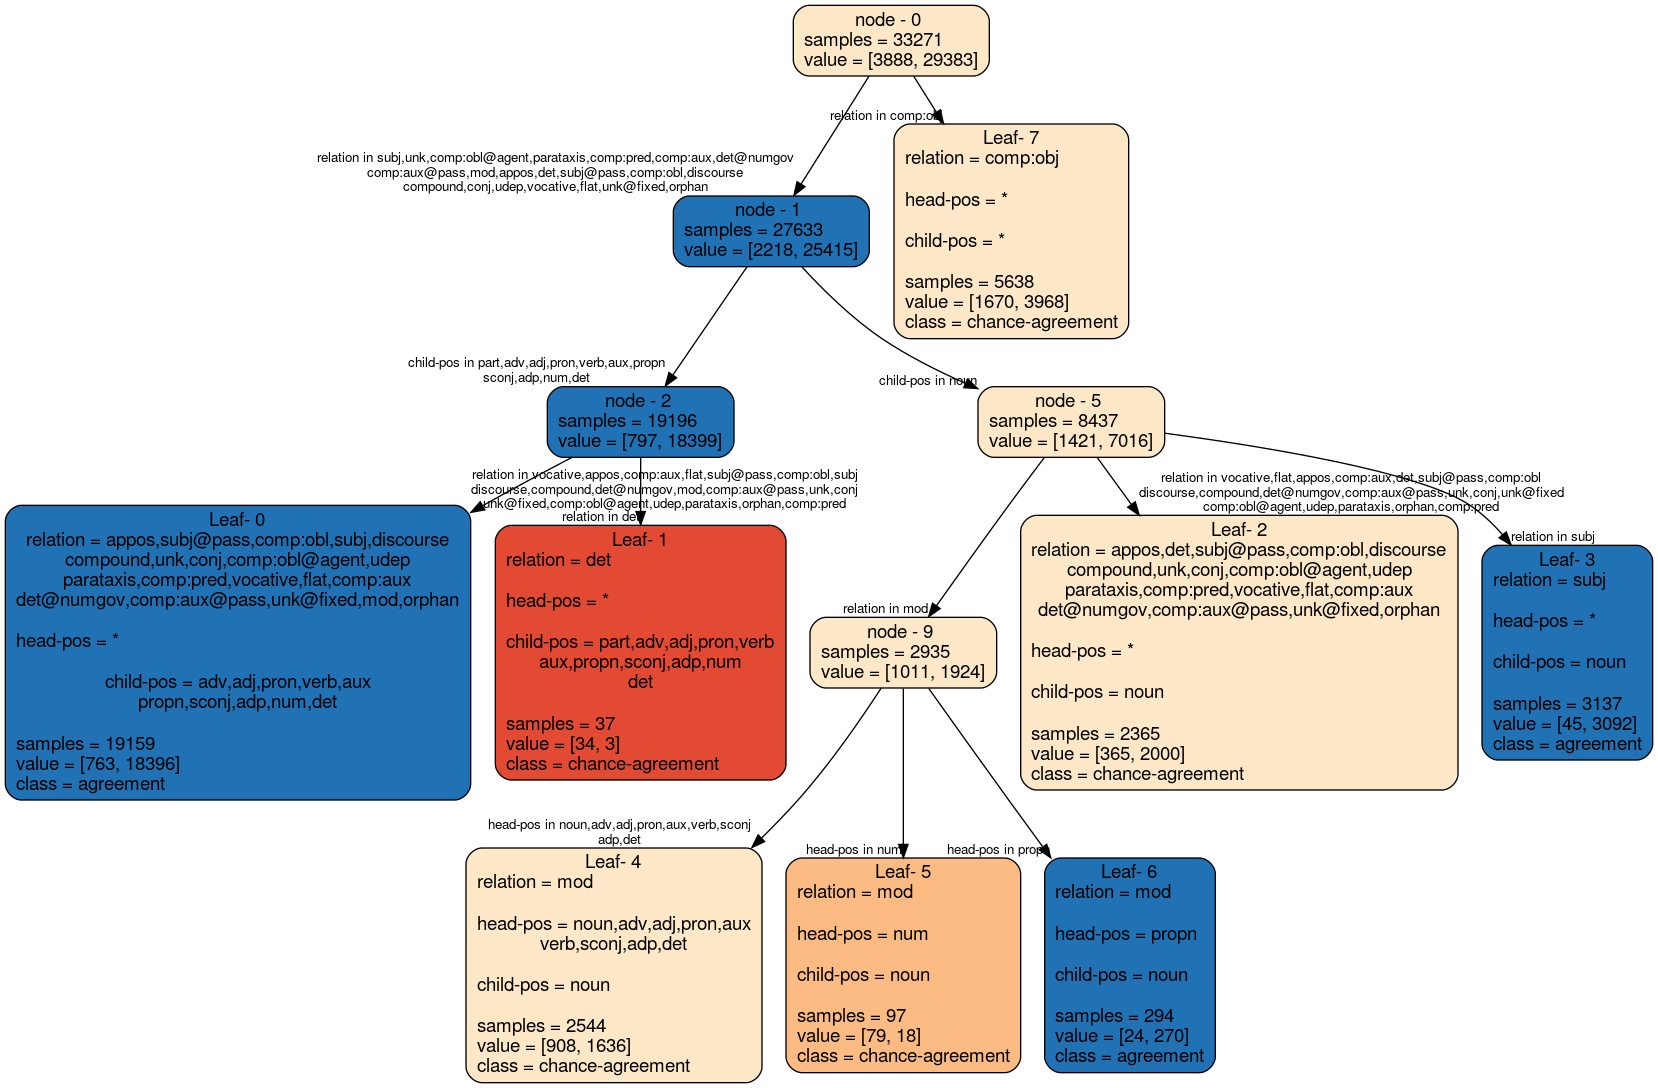 node - 0
samples = 33271
value = [3888, 29383]
relation in comp:obj
Leaf- 7
relation = comp:obj
head-pos = *
child-pos = *
samples = 5638
value = [1670, 3968]
class = chance-agreement
relation in subj,unk,comp:obl@agent,parataxis,comp:pred,comp:aux,det@numgov
comp:aux@pass,mod,appos,det,subj@pass,comp:obl,discourse
compound,conj,udep,vocative,flat,unk@fixed,orphan
node - 1
samples = 27633
value = [2218, 25415]
child-pos in part,adv,adj,pron,verb,aux,propn
sconj,adp,num,det
child-pos in noun
node - 2
samples = 19196
value = [797, 18399]
node - 5
samples = 8437
value = [1421, 7016]
relation in vocative,appos,comp:aux,flat,subj@pass,comp:obl,subj
discourse,compound,det@numgov,mod,comp:aux@pass,unk,conj
unk@fixed,comp:obl@agent,udep,parataxis,orphan,comp:pred
relation in det
relation in vocative,flat,appos,comp:aux,det,subj@pass,comp:obl
discourse,compound,det@numgov,comp:aux@pass,unk,conj,unk@fixed
comp:obl@agent,udep,parataxis,orphan,comp:pred
relation in subj
Leaf- 0
relation = appos,subj@pass,comp:obl,subj,discourse
compound,unk,conj,comp:obl@agent,udep
parataxis,comp:pred,vocative,flat,comp:aux
det@numgov,comp:aux@pass,unk@fixed,mod,orphan
head-pos = *
child-pos = adv,adj,pron,verb,aux
propn,sconj,adp,num,det
samples = 19159
value = [763, 18396]
class = agreement
Leaf- 1
relation = det
head-pos = *
child-pos = part,adv,adj,pron,verb
aux,propn,sconj,adp,num
det
samples = 37
value = [34, 3]
class = chance-agreement
relation in mod
node - 9
samples = 2935
value = [1011, 1924]
Leaf- 2
relation = appos,det,subj@pass,comp:obl,discourse
compound,unk,conj,comp:obl@agent,udep
parataxis,comp:pred,vocative,flat,comp:aux
det@numgov,comp:aux@pass,unk@fixed,orphan
head-pos = *
child-pos = noun
samples = 2365
value = [365, 2000]
class = chance-agreement
Leaf- 3
relation = subj
head-pos = *
child-pos = noun
samples = 3137
value = [45, 3092]
class = agreement
head-pos in noun,adv,adj,pron,aux,verb,sconj
adp,det
head-pos in num
head-pos in propn
Leaf- 4
relation = mod
head-pos = noun,adv,adj,pron,aux
verb,sconj,adp,det
child-pos = noun
samples = 2544
value = [908, 1636]
class = chance-agreement
Leaf- 5
relation = mod
head-pos = num
child-pos = noun
samples = 97
value = [79, 18]
class = chance-agreement
Leaf- 6
relation = mod
head-pos = propn
child-pos = noun
samples = 294
value = [24, 270]
class = agreement